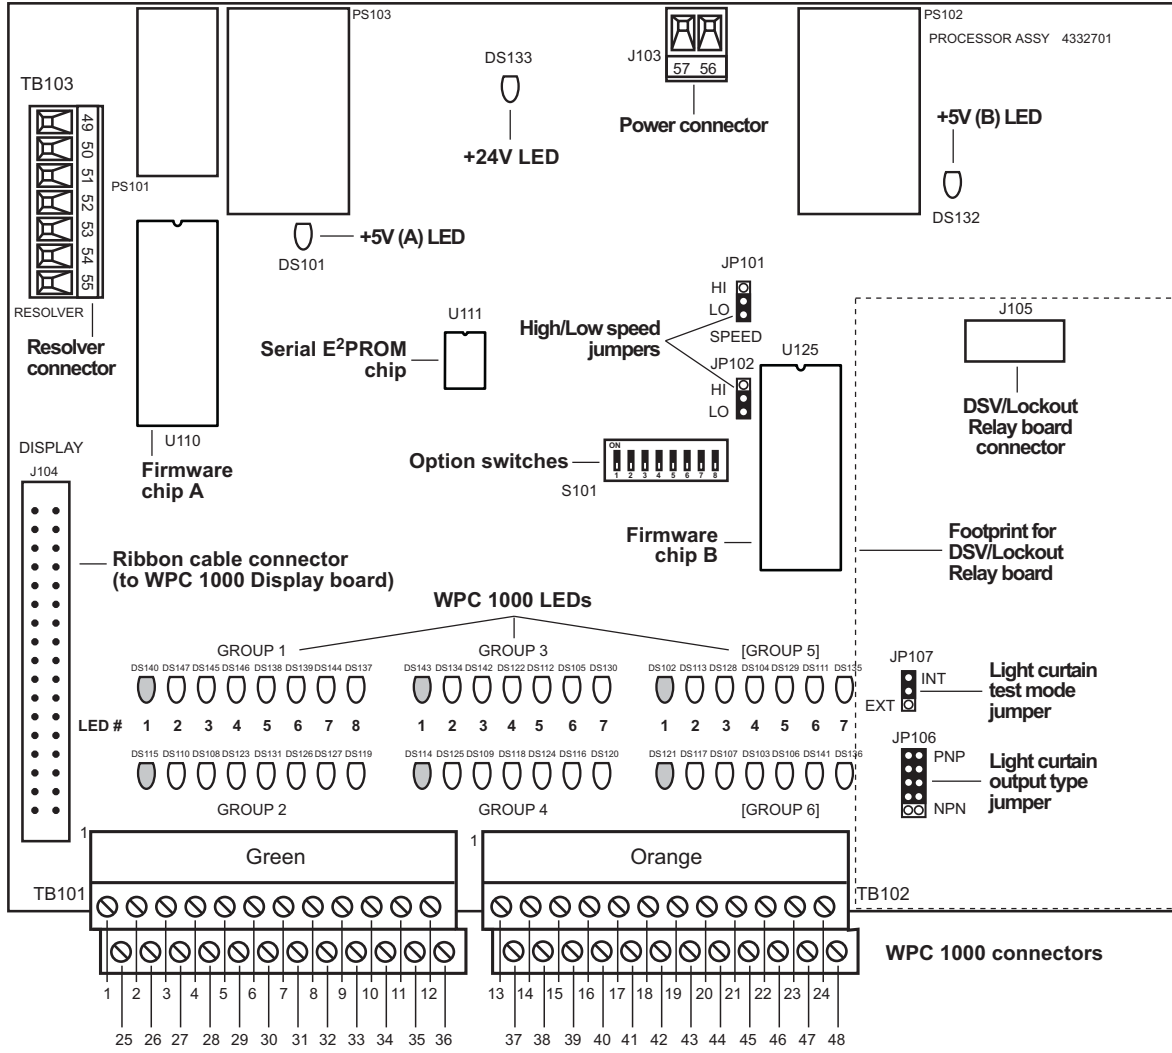 PS103
PS102
PROCESSOR ASSY 4332701
J103
57 56
Power connector
DS133
+24V LED
+5V (B) LED
DS132
TB103
49
50
51
52
53
54
55
RESOLVER
Resolver
connector
PS101
+5V (A) LED
DS101
JP101
HI
LO
SPEED
High/Low speed
jumpers
JP102
HI
LO
U111
Serial E2PROM
chip
U125
J105
DSV/Lockout
Relay board
connector
U110
Firmware
chip A
DISPLAY
J104
Option switches
ON
1 2 3 4 5 6 7 8
S101
Firmware
chip B
Footprint for
DSV/Lockout
Relay board
Ribbon cable connector
(to WPC 1000 Display board)
WPC 1000 LEDs
GROUP 1 GROUP 3 [GROUP 5]
DS140 DS147 DS145 DS146 DS138 DS139 DS144 DS137 DS143 DS134 DS142 DS122 DS112 DS105 DS130 DS102 DS113 DS128 DS104 DS129 DS111 DS135
LED # 1 2 3 4 5 6 7 8 1 2 3 4 5 6 7 1 2 3 4 5 6 7
DS115 DS110 DS108 DS123 DS131 DS126 DS127 DS119 DS114 DS125 DS109 DS118 DS124 DS116 DS120 DS121 DS117 DS107 DS103 DS106 DS141 DS136
GROUP 2 GROUP 4 [GROUP 6]
JP107
INT
EXT
Light curtain
test mode
jumper
JP106
PNP
NPN
Light curtain
output type
jumper
1
Green
1
Orange
TB101
TB102
WPC 1000 connectors
1 2 3 4 5 6 7 8 9 10 11 12 13 14 15 16 17 18 19 20 21 22 23 24
25 26 27 28 29 30 31 32 33 34 35 36 37 38 39 40 41 42 43 44 45 46 47 48